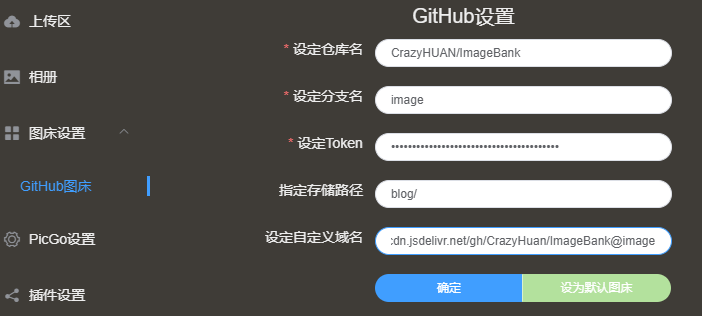 GitHub设置
上传区
* 设定仓库名 CrazyHUAN/ImageBank
相册
* 设定分支名 image
图床设置
* 设定Token ••••••••••••••••••••••••••••••••••••••••
GitHub图床
指定存储路径 blog/
PicGo设置
设定自定义域名 :dn.jsdelivr.net/gh/CrazyHuan/ImageBank@image
插件设置
确定 设为默认图床